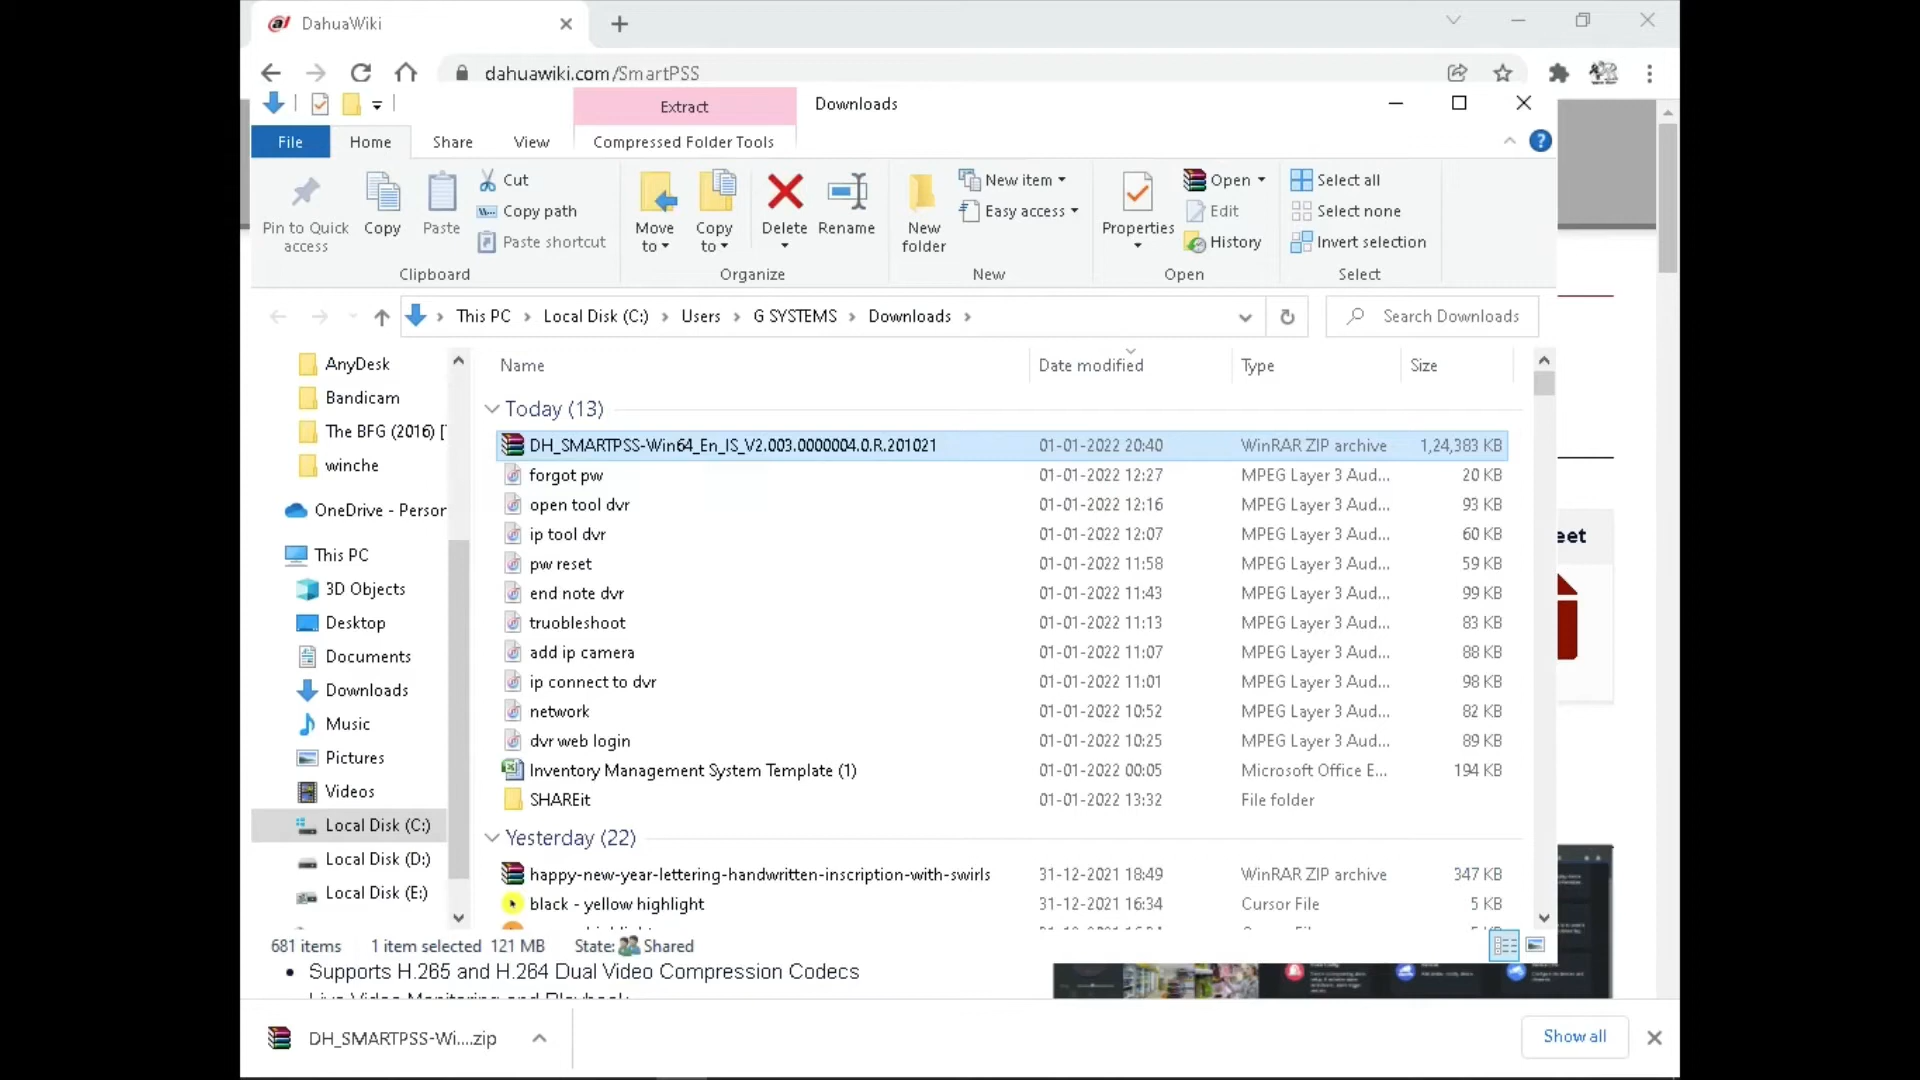 DahuaWiki
dahuawiki.com/SmartPSS
Extract
Downloads
File
Home
Share
View
Compressed Folder Tools
Pin to Quick access
Copy
Paste
Cut
Copy path
Paste shortcut
Clipboard
Move to
Copy to
Delete
Rename
Organize
New folder
New item
Easy access
New
Properties
Open
Edit
History
Open
Select all
Select none
Invert selection
Select
This PC > Local Disk (C:) > Users > G SYSTEMS > Downloads >
Search Downloads
AnyDesk
Bandicam
The BFG (2016) [
winche
OneDrive - Person
This PC
3D Objects
Desktop
Documents
Downloads
Music
Pictures
Videos
Local Disk (C:)
Local Disk (D:)
Local Disk (E:)
Name Date modified Type Size
Today (13)
DH_SMARTPSS-Win64_En_IS_V2.003.0000004.0.R.201021 01-01-2022 20:40 WinRAR ZIP archive 1,24,383 KB
forgot pw 01-01-2022 12:27 MPEG Layer 3 Aud... 20 KB
open tool dvr 01-01-2022 12:16 MPEG Layer 3 Aud... 93 KB
ip tool dvr 01-01-2022 12:07 MPEG Layer 3 Aud... 60 KB
pw reset 01-01-2022 11:58 MPEG Layer 3 Aud... 59 KB
end note dvr 01-01-2022 11:43 MPEG Layer 3 Aud... 99 KB
truobleshoot 01-01-2022 11:13 MPEG Layer 3 Aud... 83 KB
add ip camera 01-01-2022 11:07 MPEG Layer 3 Aud... 88 KB
ip connect to dvr 01-01-2022 11:01 MPEG Layer 3 Aud... 98 KB
network 01-01-2022 10:52 MPEG Layer 3 Aud... 82 KB
dvr web login 01-01-2022 10:25 MPEG Layer 3 Aud... 89 KB
Inventory Management System Template (1) 01-01-2022 00:05 Microsoft Office E... 194 KB
SHAREit 01-01-2022 13:32 File folder
Yesterday (22)
happy-new-year-lettering-handwritten-inscription-with-swirls 31-12-2021 18:49 WinRAR ZIP archive 347 KB
black - yellow highlight 31-12-2021 16:34 Cursor File 5 KB
eet
681 items 1 item selected 121 MB State: Shared
Supports H.265 and H.264 Dual Video Compression Codecs
Live Video Monitoring and Playback
DH_SMARTPSS-Wi....zip
Show all